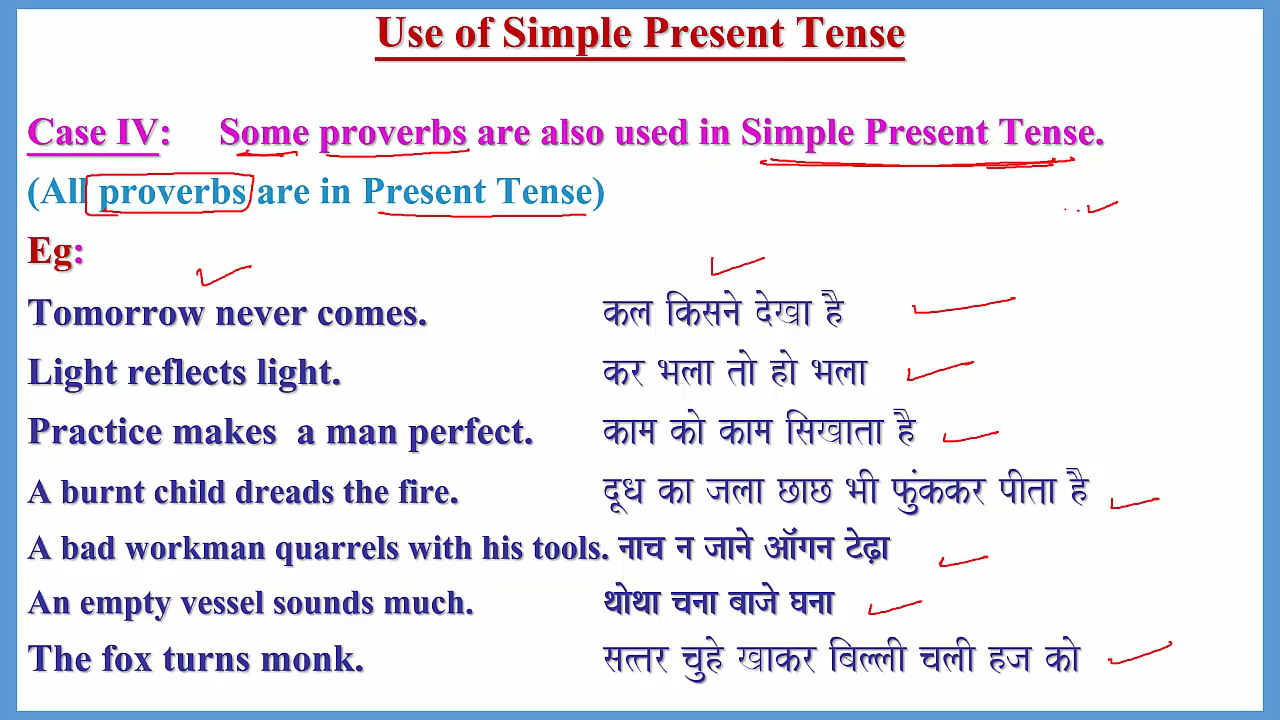 Use of Simple Present Tense
Case IV: Some proverbs are also used in Simple Present Tense.
(All proverbs are in Present Tense)
Eg:
Tomorrow never comes. कल किसने देखा है
Light reflects light. कर भला तो हो भला
Practice makes a man perfect. काम को काम सिखाता है
A burnt child dreads the fire. दूध का जला छाछ भी फुंककर पीता है
A bad workman quarrels with his tools. नाच न जाने ऑंगन टेढ़ा
An empty vessel sounds much. थोथा चना बाजे घना
The fox turns monk. सत्तर चुहे खाकर बिल्ली चली हज को